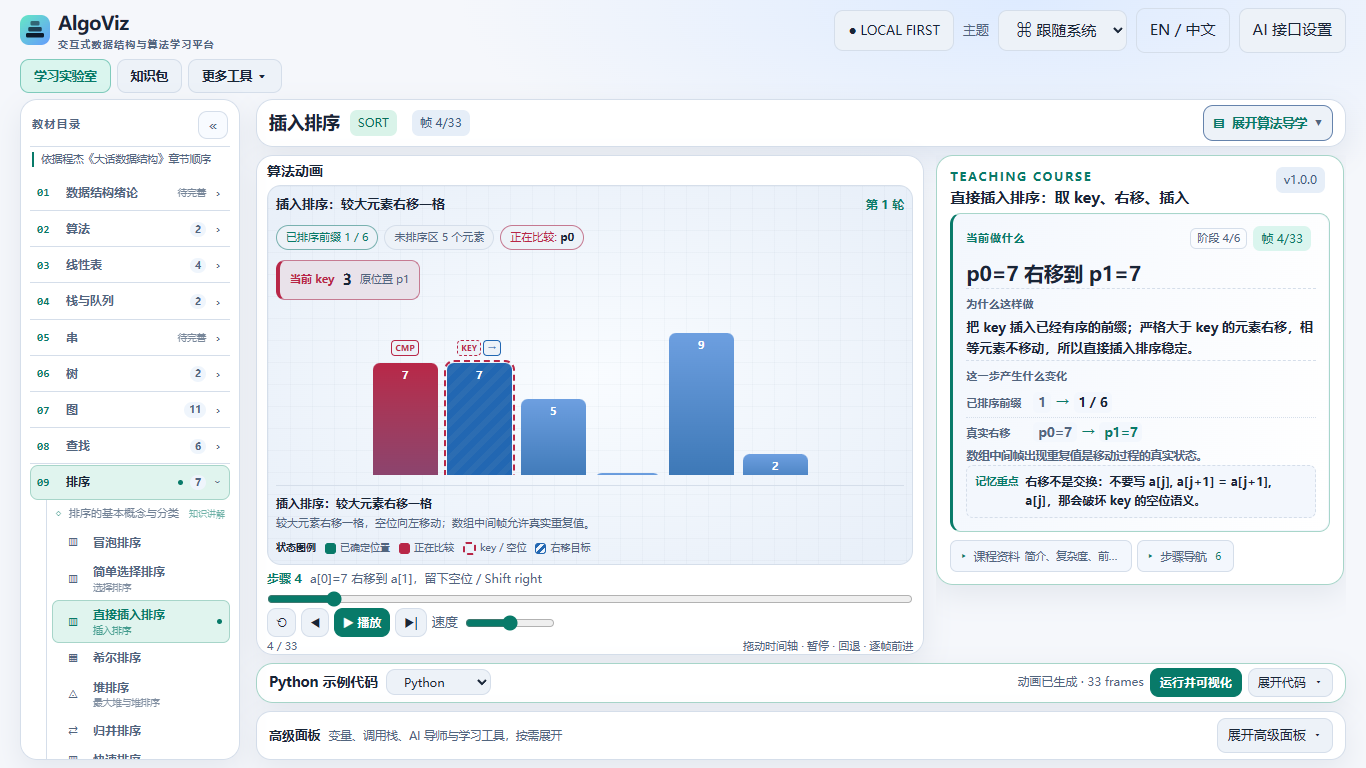 AlgoViz
交互式数据结构与算法学习平台
● LOCAL FIRST
主题
⌘ 跟随系统
EN / 中文
AI 接口设置
学习实验室
知识包
更多工具
教材目录
«
依据程杰《大话数据结构》章节顺序
01 数据结构绪论 待完善 ›
02 算法 2 ›
03 线性表 4 ›
04 栈与队列 2 ›
05 串 待完善 ›
06 树 2 ›
07 图 11 ›
08 查找 6 ›
09 排序 7
排序的基本概念与分类 知识讲解
冒泡排序
简单选择排序
选择排序
直接插入排序
插入排序
希尔排序
堆排序
最大堆与堆排序
归并排序
快速排序
插入排序 SORT 帧 4/33
展开算法导学 ▼
算法动画
插入排序：较大元素右移一格
第 1 轮
已排序前缀 1 / 6
未排序区 5 个元素
正在比较: p0
当前 key 3 原位置 p1
CMP
KEY →
7
7
5
9
2
插入排序：较大元素右移一格
较大元素右移一格，空位向左移动；数组中间帧允许真实重复值。
状态图例 已确定位置 正在比较 key / 空位 右移目标
步骤 4 a[0]=7 右移到 a[1]，留下空位 / Shift right
▶ 播放
速度
4 / 33
拖动时间轴 · 暂停 · 回退 · 逐帧前进
TEACHING COURSE
v1.0.0
直接插入排序：取 key、右移、插入
当前做什么
阶段 4/6
帧 4/33
p0=7 右移到 p1=7
为什么这样做
把 key 插入已经有序的前缀；严格大于 key 的元素右移，相
等元素不移动，所以直接插入排序稳定。
这一步产生什么变化
已排序前缀 1 → 1 / 6
真实右移 p0=7 → p1=7
数组中间帧出现重复值是移动过程的真实状态。
记忆重点 右移不是交换：不要写 a[j], a[j+1] = a[j+1],
a[j]，那会破坏 key 的空位语义。
课程资料 简介、复杂度、前…
步骤导航 6
Python 示例代码
Python
动画已生成 · 33 frames
运行并可视化
展开代码
高级面板 变量、调用栈、AI 导师与学习工具，按需展开
展开高级面板